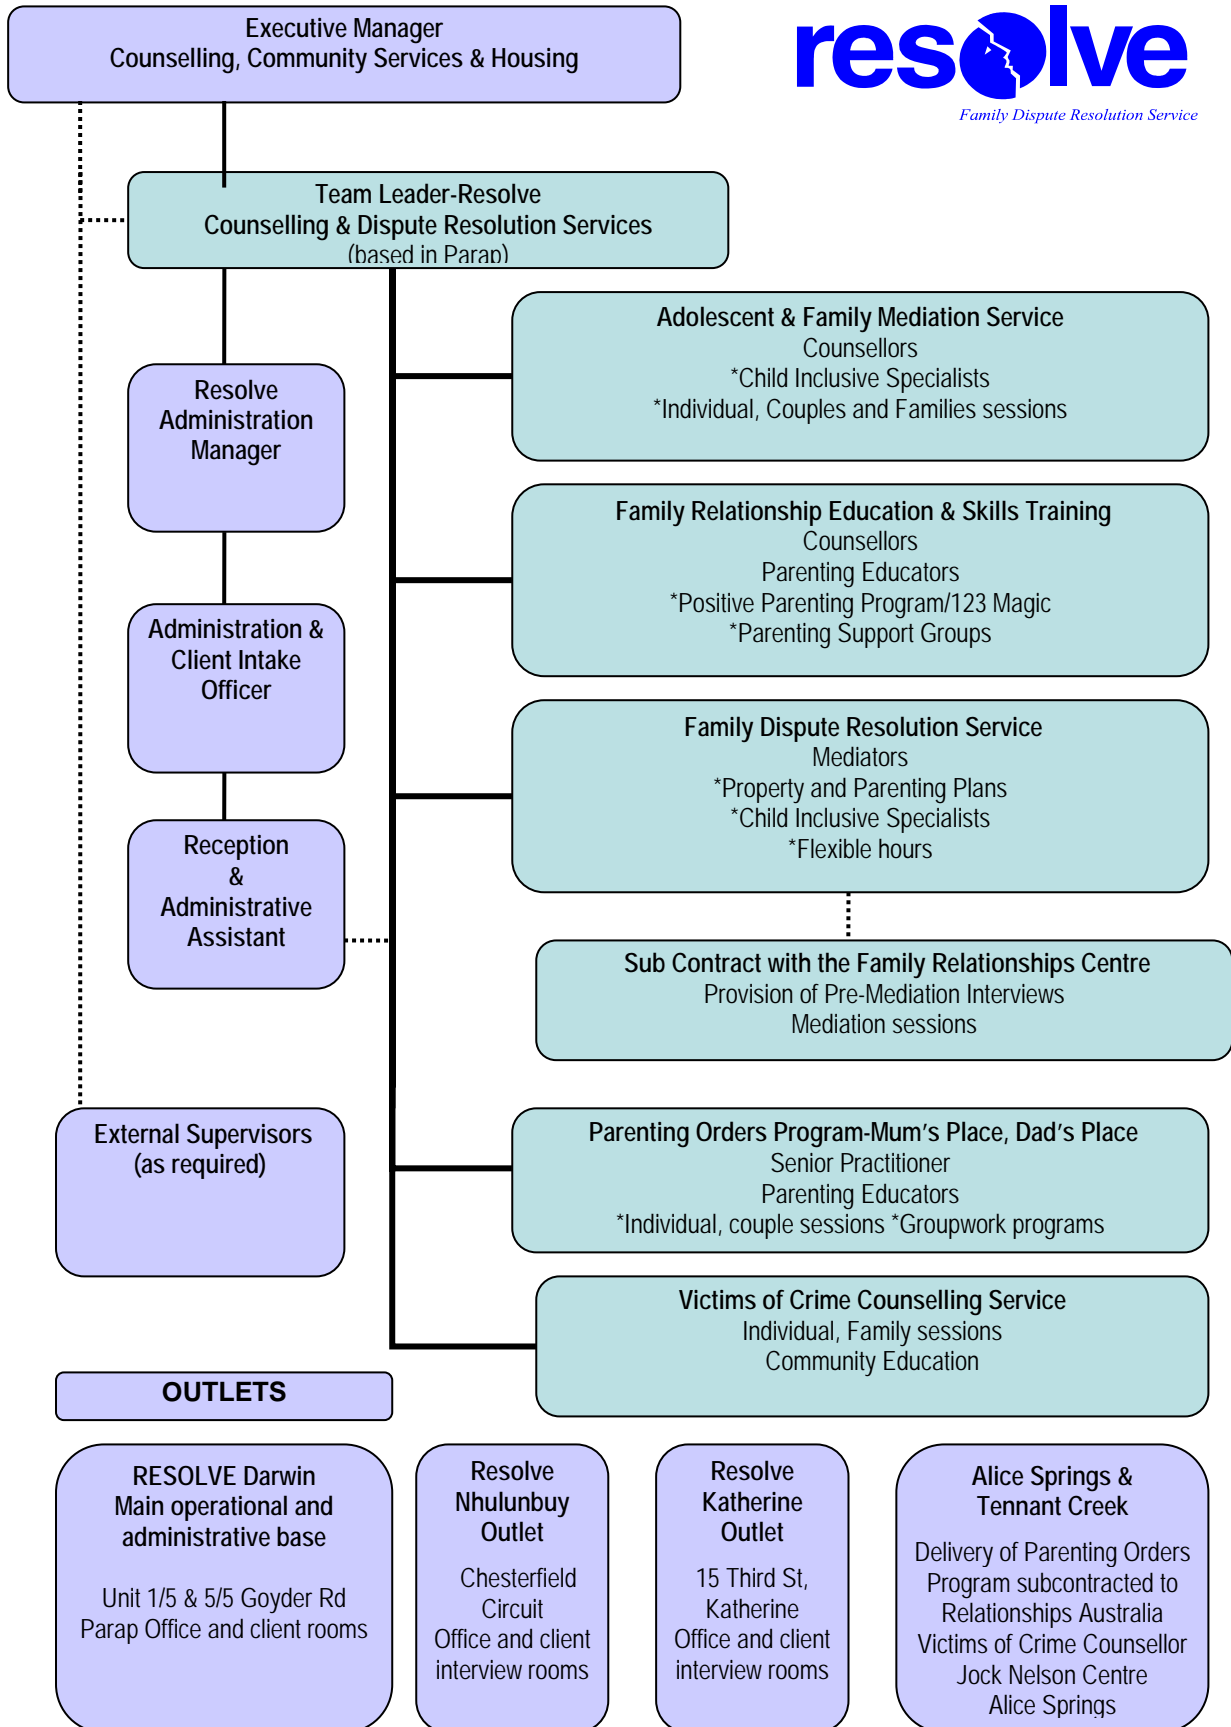 Executive Manager
Counselling, Community Services & Housing
resolve
Family Dispute Resolution Service
Team Leader-Resolve
Counselling & Dispute Resolution Services
(based in Parap)
Adolescent & Family Mediation Service
Counsellors
*Child Inclusive Specialists
*Individual, Couples and Families sessions
Resolve
Administration
Manager
Family Relationship Education & Skills Training
Counsellors
Parenting Educators
*Positive Parenting Program/123 Magic
*Parenting Support Groups
Administration &
Client Intake
Officer
Family Dispute Resolution Service
Mediators
*Property and Parenting Plans
*Child Inclusive Specialists
*Flexible hours
Reception
&
Administrative
Assistant
Sub Contract with the Family Relationships Centre
Provision of Pre-Mediation Interviews
Mediation sessions
External Supervisors
(as required)
Parenting Orders Program-Mum's Place, Dad's Place
Senior Practitioner
Parenting Educators
*Individual, couple sessions *Groupwork programs
Victims of Crime Counselling Service
Individual, Family sessions
Community Education
OUTLETS
RESOLVE Darwin
Main operational and
administrative base
Unit 1/5 & 5/5 Goyder Rd
Parap Office and client rooms
Resolve
Nhulunbuy
Outlet
Chesterfield
Circuit
Office and client
interview rooms
Resolve
Katherine
Outlet
15 Third St,
Katherine
Office and client
interview rooms
Alice Springs &
Tennant Creek
Delivery of Parenting Orders
Program subcontracted to
Relationships Australia
Victims of Crime Counsellor
Jock Nelson Centre
Alice Springs